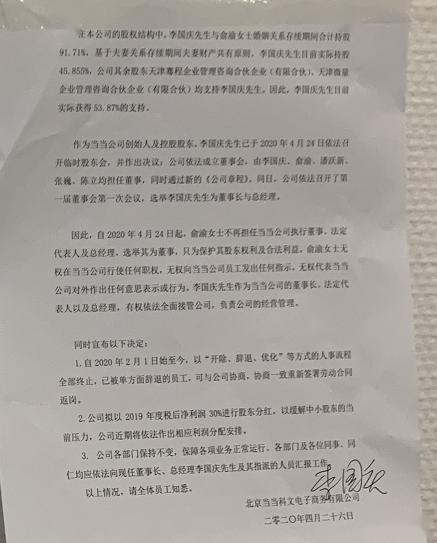 注本公司的股权结构中，李国庆先生与俞渝女士婚姻关系存续期间合计持股
91.71%，基于夫妻关系存续期间夫妻财产共有原则，李国庆先生目前实际持股
45.855%，公司其余股东天津骞程企业管理咨询合伙企业（有限合伙）、天津微量
企业管理咨询合伙企业（有限合伙）均支持李国庆先生。因此，李国庆先生目前
实际获得 53.87%的支持。
作为当当公司创始人及控股股东，李国庆先生已于 2020 年 4 月 24 日依法召
开临时股东会，并作出决议：公司依法成立董事会，由李国庆、俞渝、潘跃新、
张巍、陈立均担任董事，同时通过新的《公司章程》。同日，公司依法召开了第
一届董事会第一次会议，选举李国庆先生为董事长与总经理。
因此，自 2020 年 4 月 24 日起，俞渝女士不再担任当当公司执行董事、法定
代表人及总经理，选举其为董事，只为保护其股东权利及合法利益。俞渝女士无
权在当当公司行使任何职权，无权向当当公司员工发出任何指示，无权代表当当
公司对外作出任何意思表示或行为。李国庆先生作为当当公司的董事长、法定代
表人以及总经理，有权依法全面接管公司，负责公司的经营管理。
同时宣布以下决定：
1.自 2020 年 2 月 1 日始至今，以“开除、辞退、优化”等方式的人事流程
全部终止，已被单方面辞退的员工，可与公司协商，协商一致重新签署劳动合同
返岗。
2.公司拟以 2019 年度税后净利润 30%进行股东分红，以缓解中小股东的当
前压力，公司近期将依法作出相应利润分配安排。
3. 公司各部门保持不变，保障各项业务正常运行。各部门及各位同事、同
仁均应依法向现任董事长、总经理李国庆先生及其指派的人员汇报工作。
以上情况，请全体员工知悉。
李国庆
北京当当科文电子商务有限公司
二零二〇年四月二十六日